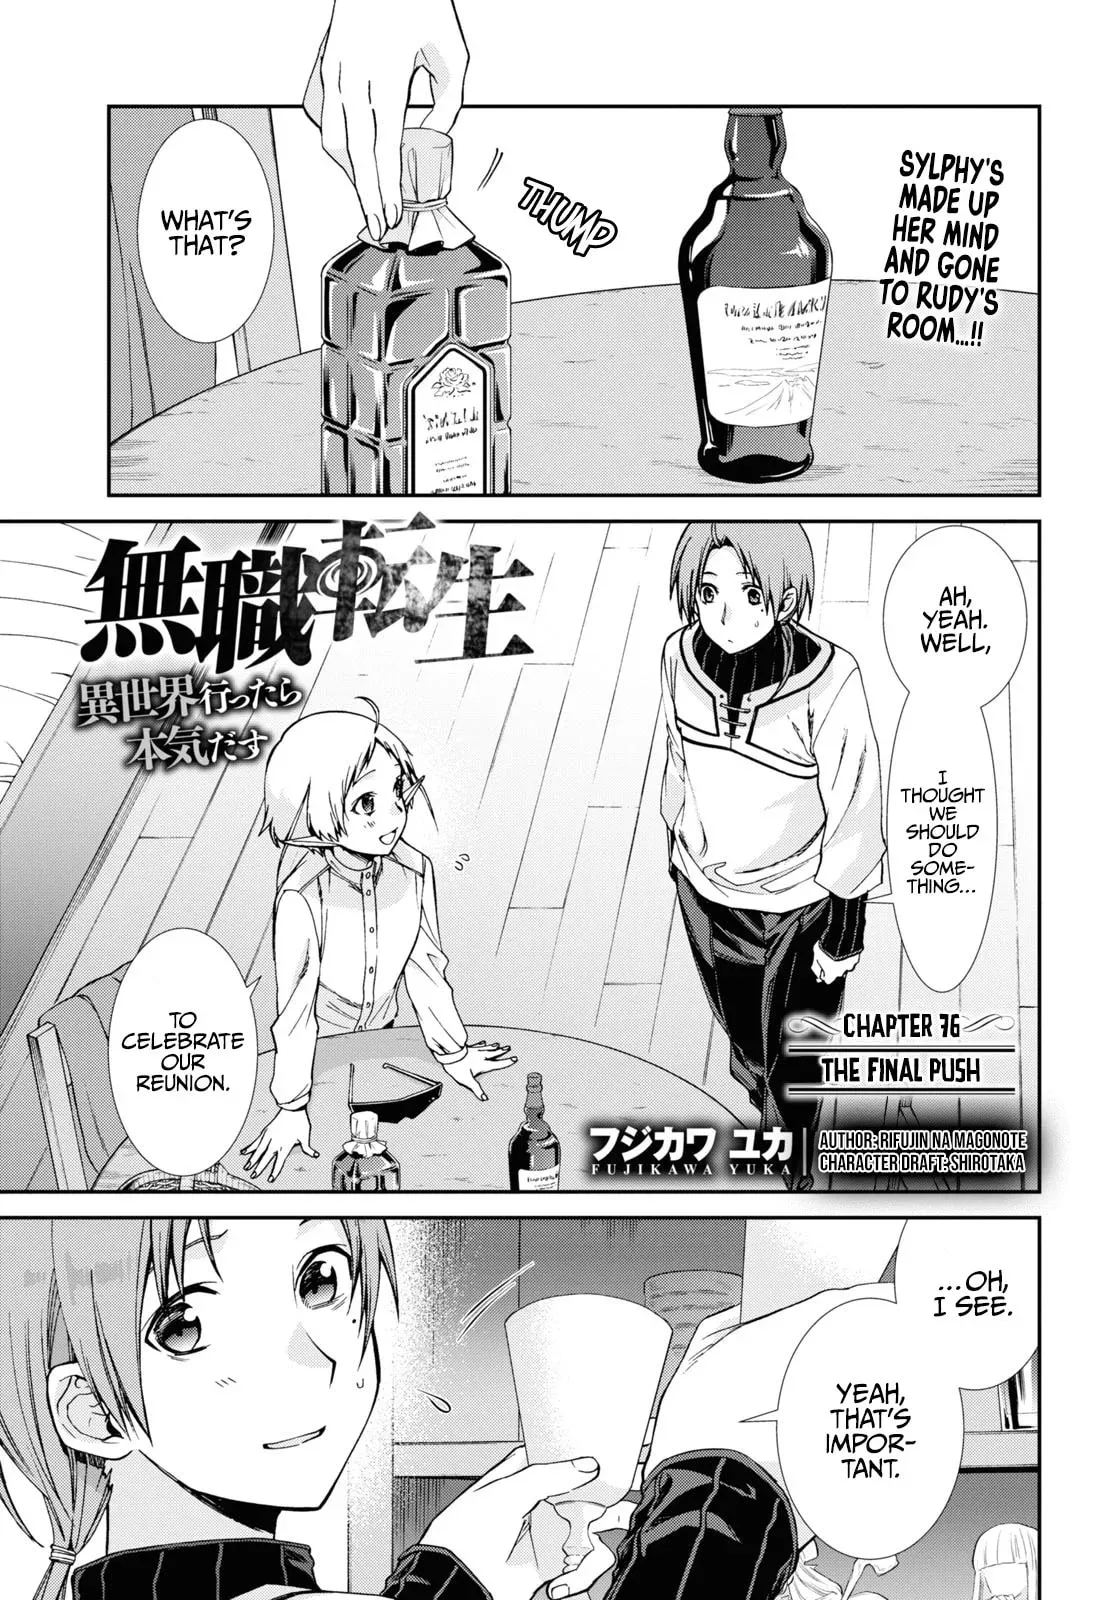 SYLPHY'S
MADE UP
HER MIND
AND GONE
TO RUDY'S
ROOM...!!
THUMP
WHAT'S
THAT?
無職転生
異世界行ったら
本気だす
AH,
YEAH.
WELL,
I
THOUGHT
WE
SHOULD
DO
SOME-
THING...
TO
CELEBRATE
OUR
REUNION.
CHAPTER 76
THE FINAL PUSH
フジカワ ユカ
FUJIKAWA YUKA
AUTHOR: RIFUJIN NA MAGONOTE
CHARACTER DRAFT: SHIROTAKA
...OH,
I SEE.
YEAH,
THAT'S
IMPOR-
TANT.